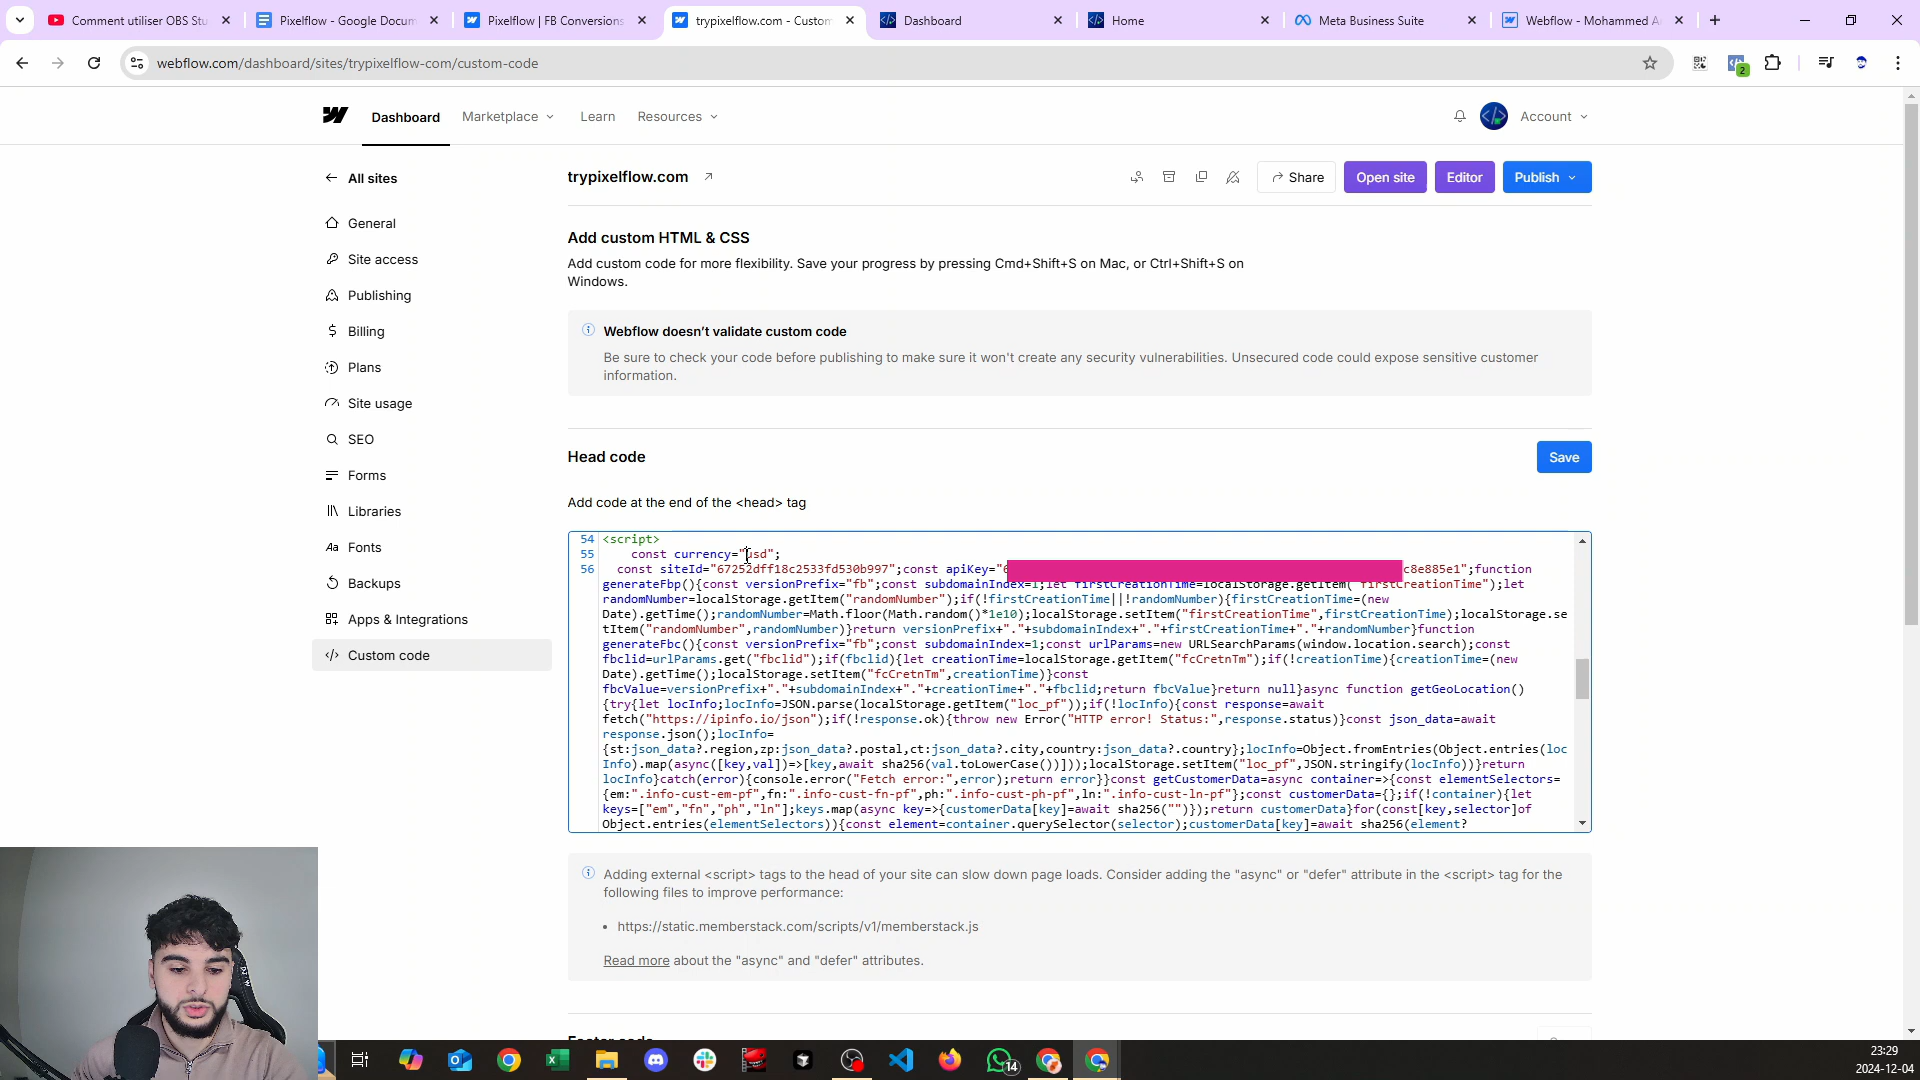 Comment utiliser OBS Stu
Pixelflow - Google Docum
Pixelflow | FB Conversions
trypixelflow.com - Custom
Dashboard
Home
Meta Business Suite
Webflow - Mohammed A
webflow.com/dashboard/sites/trypixelflow-com/custom-code
2
Dashboard
Marketplace
Learn
Resources
Account
All sites
trypixelflow.com
Share
Open site
Editor
Publish
General
Site access
Publishing
Billing
Plans
Site usage
SEO
Forms
Libraries
Aa Fonts
Backups
Apps & Integrations
</> Custom code
Add custom HTML & CSS
Add custom code for more flexibility. Save your progress by pressing Cmd+Shift+S on Mac, or Ctrl+Shift+S on
Windows.
Webflow doesn't validate custom code
Be sure to check your code before publishing to make sure it won't create any security vulnerabilities. Unsecured code could expose sensitive customer
information.
Head code
Save
Add code at the end of the <head> tag
54 <script>
55 const currency="usd";
56 const siteId="67252dff18c2533fd530b997";const apiKey="6 c8e885e1";function
generateFbp(){const versionPrefix="fb";const subdomainIndex=1;let firstCreationTime=localStorage.getItem("firstCreationTime");let
randomNumber=localStorage.getItem("randomNumber");if(!firstCreationTime||!randomNumber){firstCreationTime=(new
Date).getTime();randomNumber=Math.floor(Math.random()*1e10);localStorage.setItem("firstCreationTime",firstCreationTime);localStorage.se
tItem("randomNumber",randomNumber)}return versionPrefix+"."+subdomainIndex+"."+firstCreationTime+"."+randomNumber}function
generateFbc(){const versionPrefix="fb";const subdomainIndex=1;const urlParams=new URLSearchParams(window.location.search);const
fbclid=urlParams.get("fbclid");if(fbclid){let creationTime=localStorage.getItem("fcCretnTm");if(!creationTime){creationTime=(new
Date).getTime();localStorage.setItem("fcCretnTm",creationTime)}const
fbcValue=versionPrefix+"."+subdomainIndex+"."+creationTime+"."+fbclid;return fbcValue}return null}async function getGeoLocation()
{try{let locInfo;locInfo=JSON.parse(localStorage.getItem("loc_pf"));if(!locInfo){const response=await
fetch("https://ipinfo.io/json");if(!response.ok){throw new Error("HTTP error! Status:",response.status)}const json_data=await
response.json();locInfo=
{st:json_data?.region,zp:json_data?.postal,ct:json_data?.city,country:json_data?.country};locInfo=Object.fromEntries(Object.entries(loc
Info).map(async([key,val])=>[key,await sha256(val.toLowerCase())]));localStorage.setItem("loc_pf",JSON.stringify(locInfo))}return
locInfo}catch(error){console.error("Fetch error:",error);return error}}const getCustomerData=async container=>{const elementSelectors=
{em:".info-cust-em-pf",fn:".info-cust-fn-pf",ph:".info-cust-ph-pf",ln:".info-cust-ln-pf"};const customerData={};if(!container){let
keys=["em","fn","ph","ln"];keys.map(async key=>{customerData[key]=await sha256("")});return customerData}for(const[key,selector]of
Object.entries(elementSelectors)){const element=container.querySelector(selector);customerData[key]=await sha256(element?
Adding external <script> tags to the head of your site can slow down page loads. Consider adding the "async" or "defer" attribute in the <script> tag for the
following files to improve performance:
• https://static.memberstack.com/scripts/v1/memberstack.js
Read more about the "async" and "defer" attributes.
14
23:29
2024-12-04